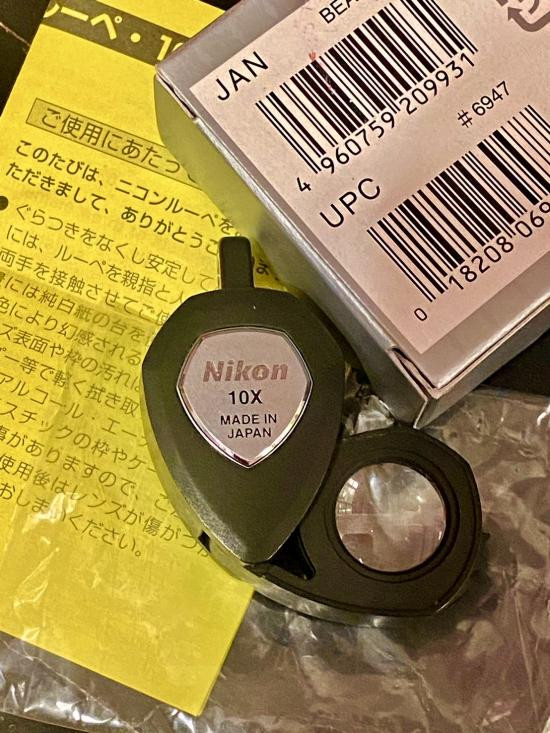 ルーペ・10
ご使用にあたっ
このたびは、ニコンルーペを
ただきまして、ありがとうご
● ぐらつきをなくし安定して
には、ルーペを親指と人
両手を接触させてご使
には純白紙の台を
色により幻惑される
ズ表面や枠の汚れは
ー等で軽く拭き取
アルコール、エー
スチックの枠やケー
傷がありますので、ご
使用後はレンズが傷がつか
おしまいください。
BEA
JAN
4 960759 209931
#6947
UPC
0 18208 069
Nikon
10X
MADE IN
JAPAN